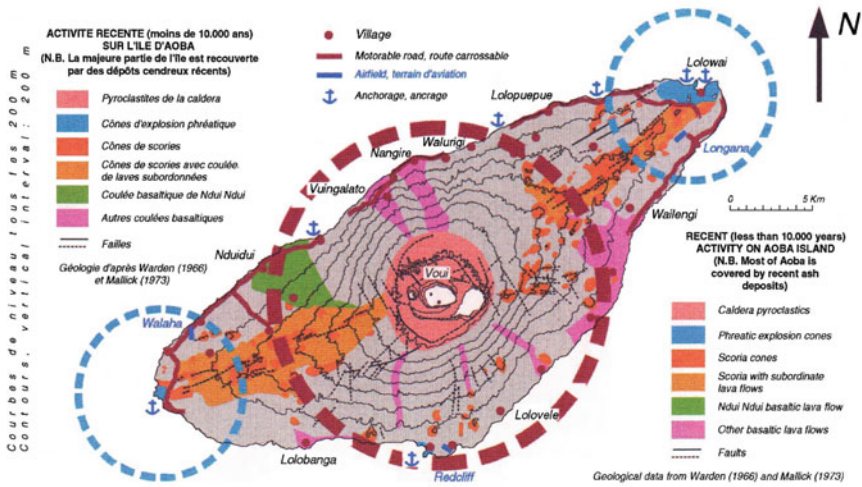 ACTIVITE RECENTE (moins de 10.000 ans)
SUR L'ILE D'AOBA
(N.B. La majeure partie de l'île est recouverte
par des dépôts cendreux récents)
Pyroclastites de la caldera
Cônes d'explosion phréatique
Cônes de scories
Cônes de scories avec coulée
de laves subordonnées
Coulée basaltique de Ndui Ndui
Autres coulées basaltiques
Failles
Géologie d'après Warden (1966)
et Mallick (1973)
Courbes de niveau tous les 200 m
Contours, vertical interval: 200 m
Village
Motorable road, route carrossable
Airfield, terrain d'aviation
Anchorage, ancrage
N
Lolowai
Lolopuepue
Longana
Walurigi
Nangire
Vuingalato
Wailengi
Nduidui
Voui
Walaha
Lolovele
Lolobanga
Redcliff
0 5 Km
RECENT (less than 10.000 years)
ACTIVITY ON AOBA ISLAND
(N.B. Most of Aoba is
covered by recent ash
deposits)
Caldera pyroclastics
Phreatic explosion cones
Scoria cones
Scoria with subordinate
lava flows
Ndui Ndui basaltic lava flow
Other basaltic lava flows
Faults
Geological data from Warden (1966) and Mallick (1973)